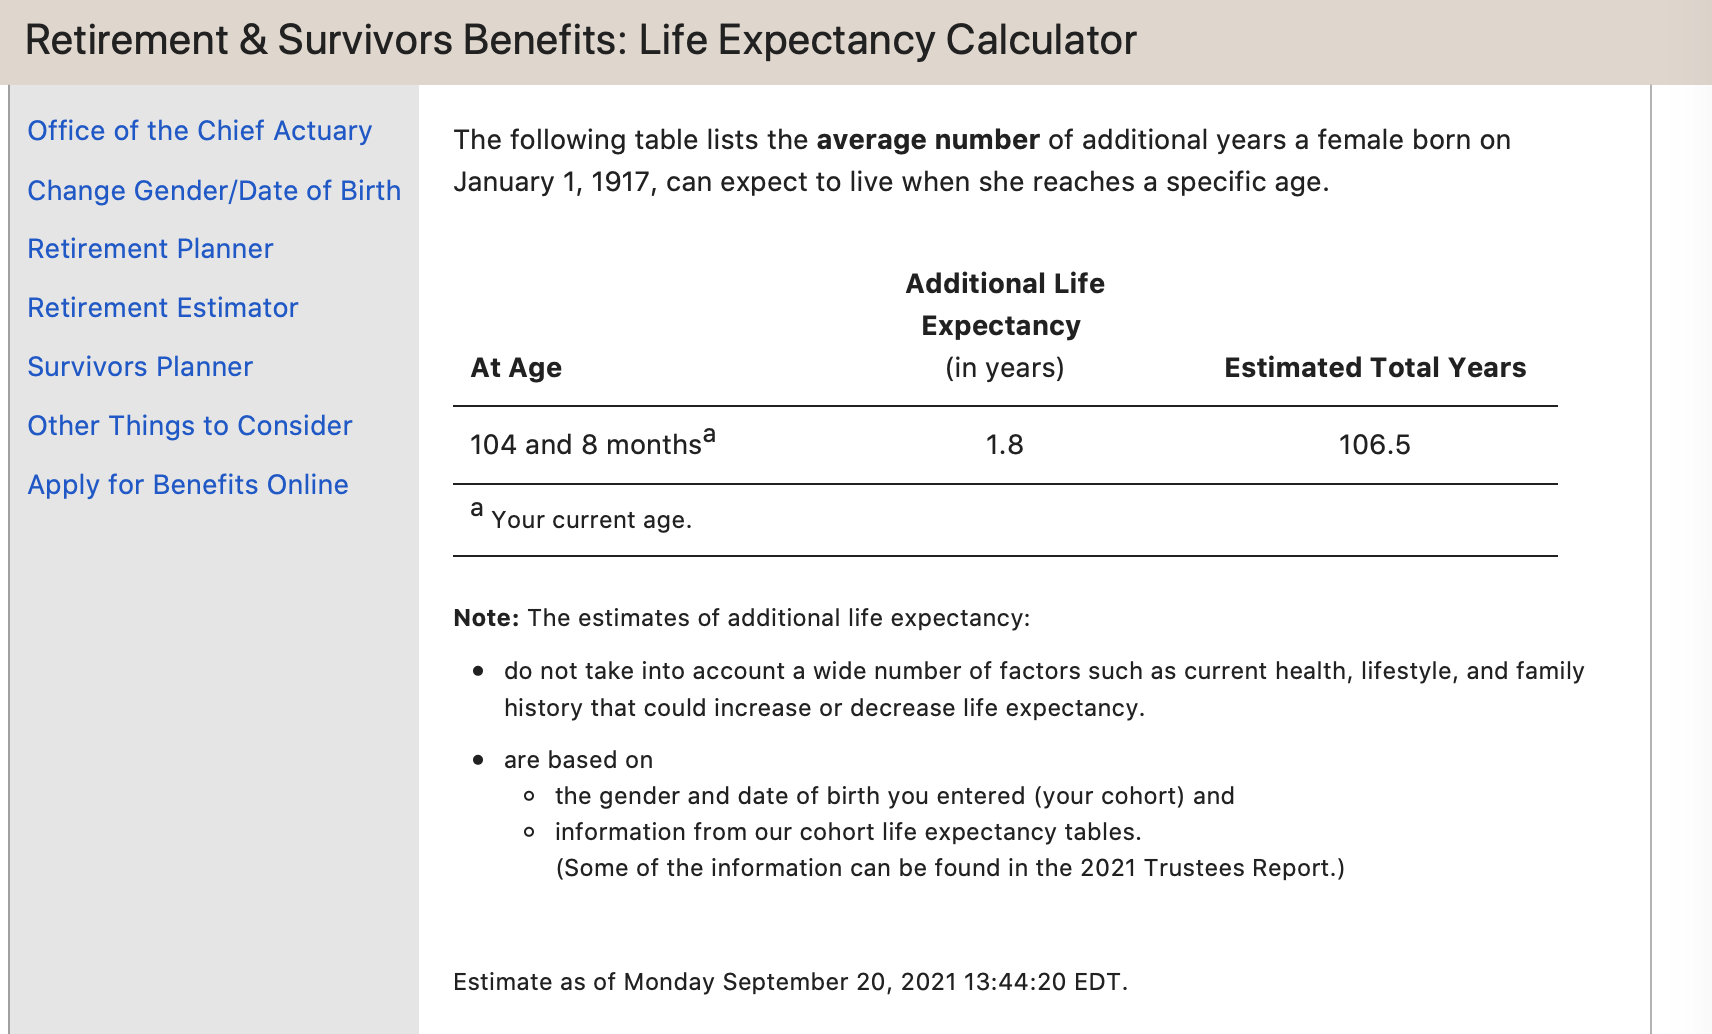 Retirement & Survivors Benefits: Life Expectancy Calculator
Office of the Chief Actuary
Change Gender/Date of Birth
Retirement Planner
Retirement Estimator
Survivors Planner
Other Things to Consider
Apply for Benefits Online
The following table lists the average number of additional years a female born on
January 1, 1917, can expect to live when she reaches a specific age.
Additional Life
Expectancy
At Age (in years) Estimated Total Years
104 and 8 monthsᵃ 1.8 106.5
ᵃ Your current age.
Note: The estimates of additional life expectancy:
• do not take into account a wide number of factors such as current health, lifestyle, and family
history that could increase or decrease life expectancy.
• are based on
◦ the gender and date of birth you entered (your cohort) and
◦ information from our cohort life expectancy tables.
(Some of the information can be found in the 2021 Trustees Report.)
Estimate as of Monday September 20, 2021 13:44:20 EDT.